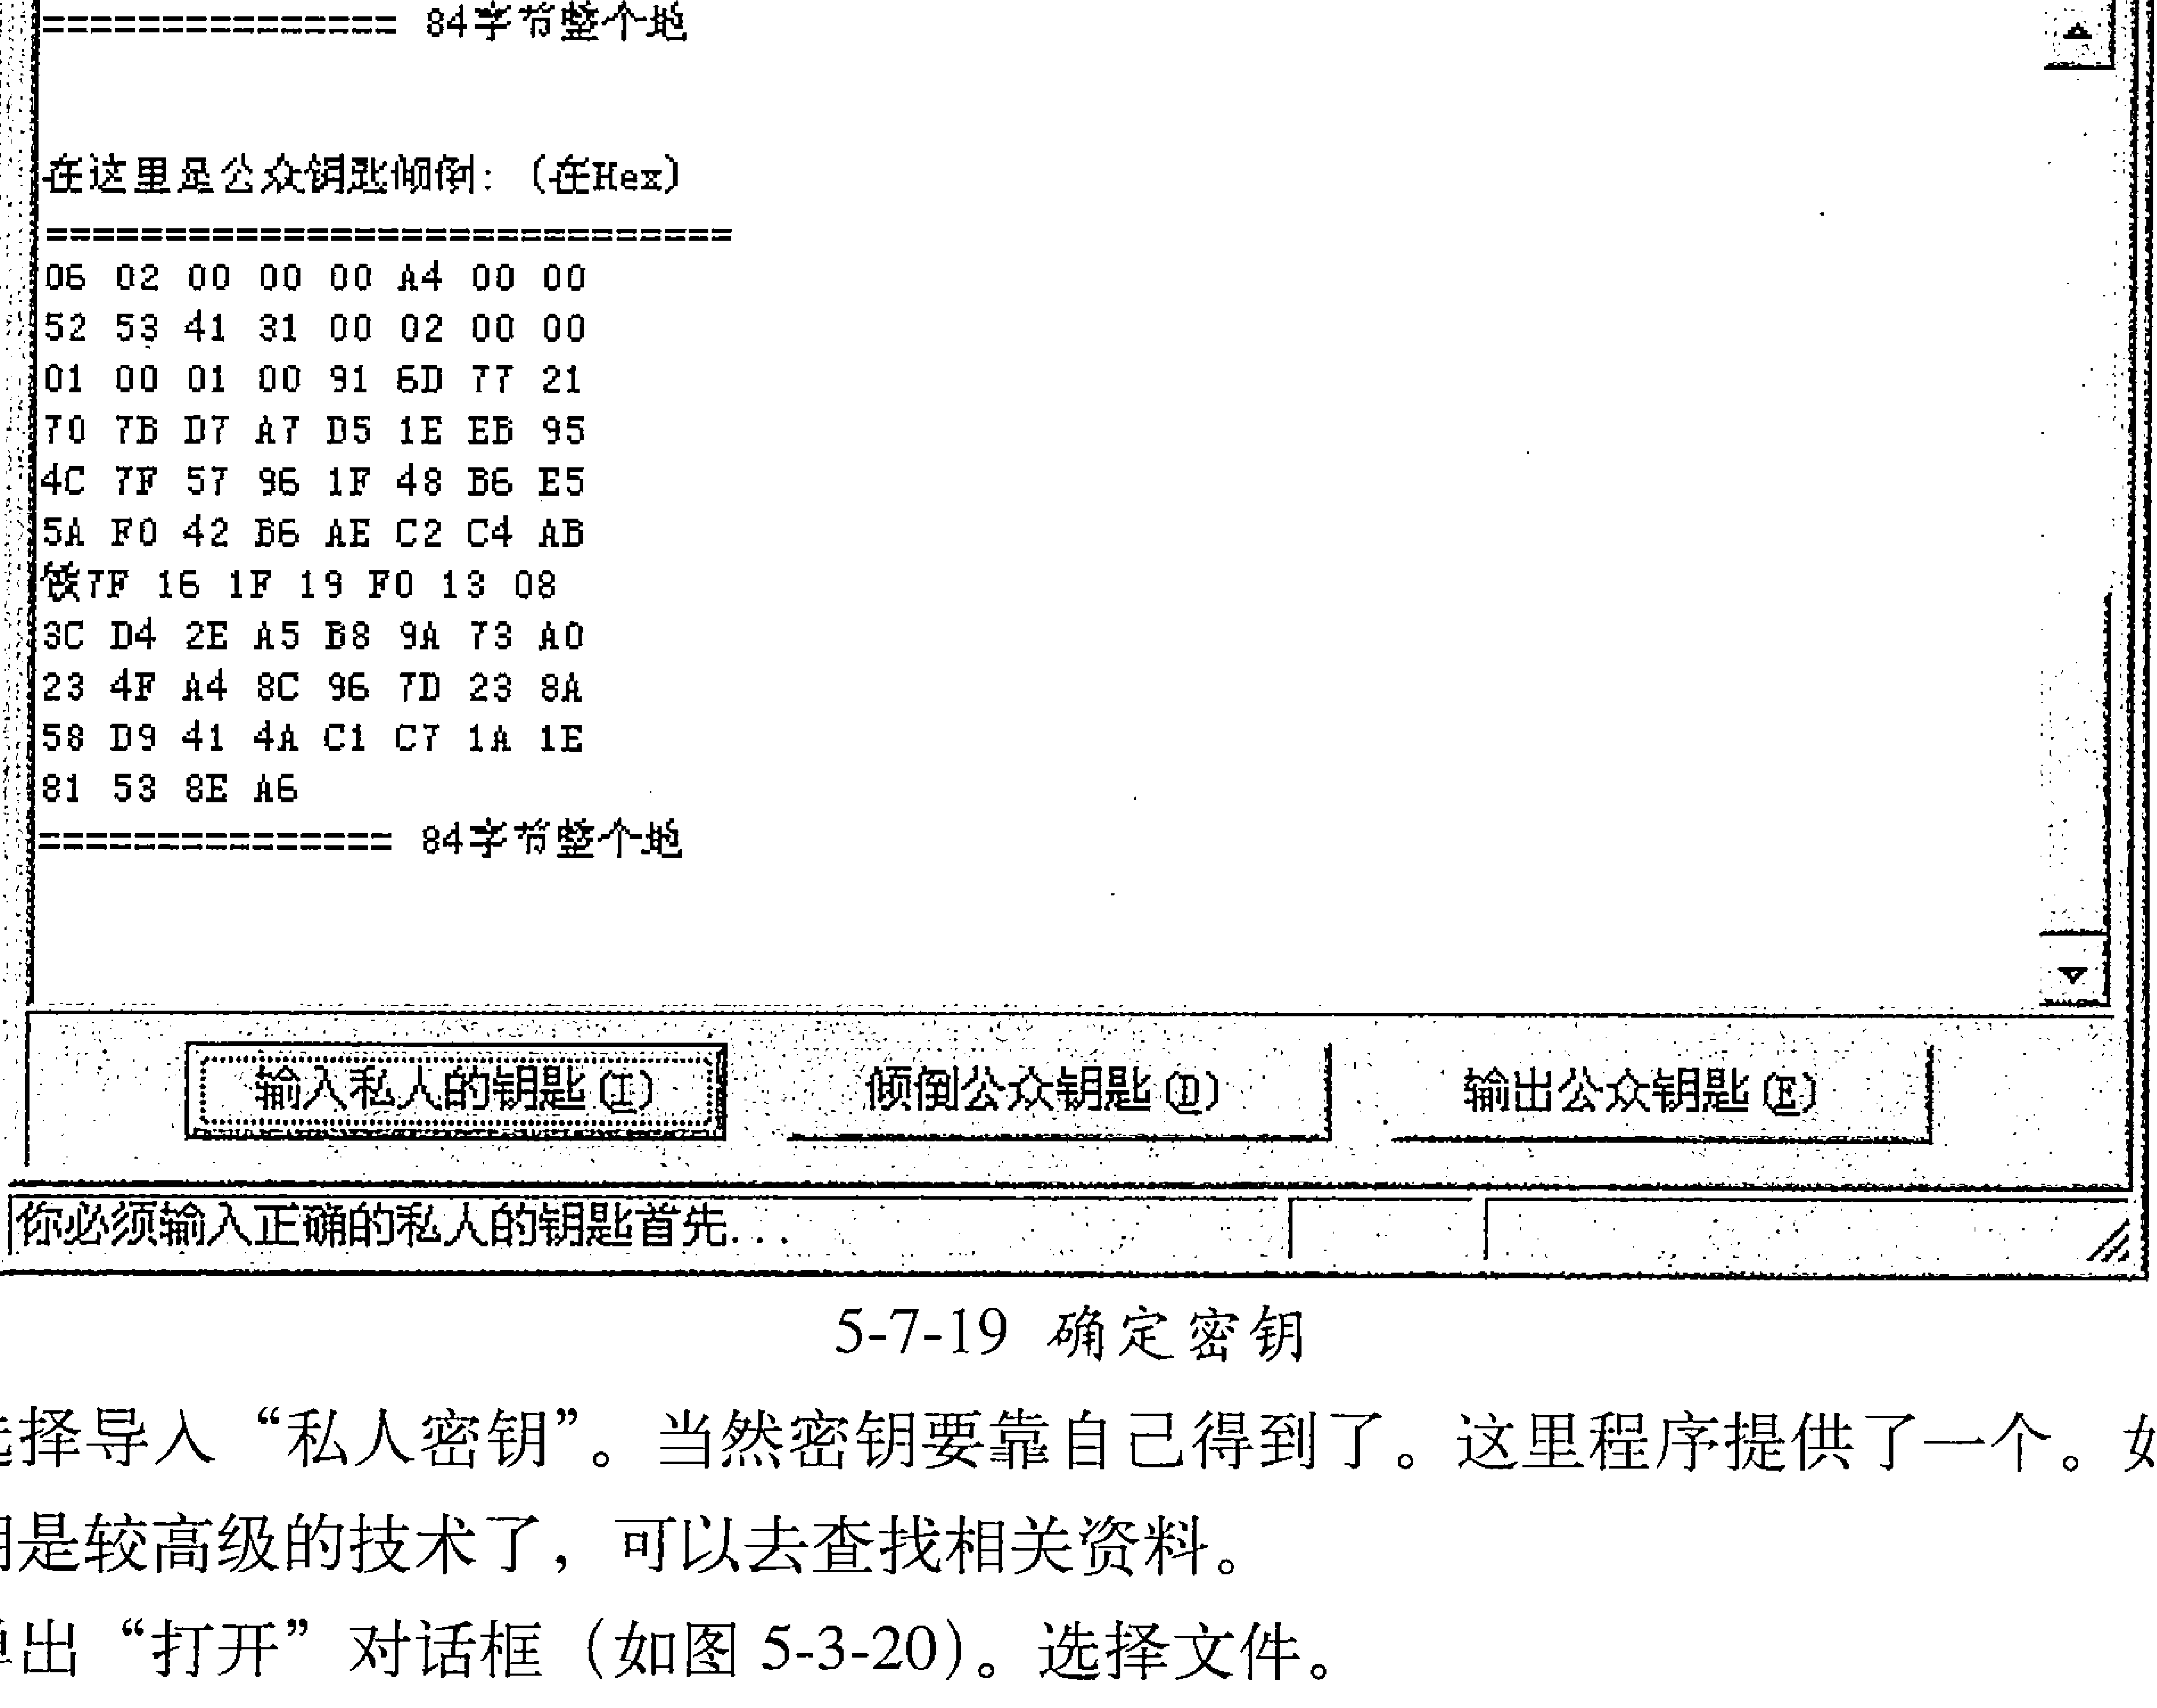 =============== 84字节整个地
在这里是公众钥匙倾倒:（在Hex）
=============================
06 02 00 00 00 A4 00 00
52 53 41 31 00 02 00 00
01 00 01 00 91 6D 77 21
70 7B D7 A7 D5 1E EB 95
4C 7F 57 96 1F 48 B6 E5
5A F0 42 B6 AE C2 C4 AB
7F 16 1F 19 F0 13 08
3C D4 2E A5 B8 9A 73 A0
23 4F A4 8C 96 7D 23 8A
58 D9 41 4A C1 C7 1A 1E
81 53 8E A6
=============== 84字节整个地
输入私人的钥匙(I) 倾倒公众钥匙(D) 输出公众钥匙(E)
你必须输入正确的私人的钥匙首先...
5-7-19 确定密钥
择导入“私人密钥”。当然密钥要靠自己得到了。这里程序提供了一个。
是较高级的技术了，可以去查找相关资料。
出“打开”对话框（如图 5-3-20）。选择文件。